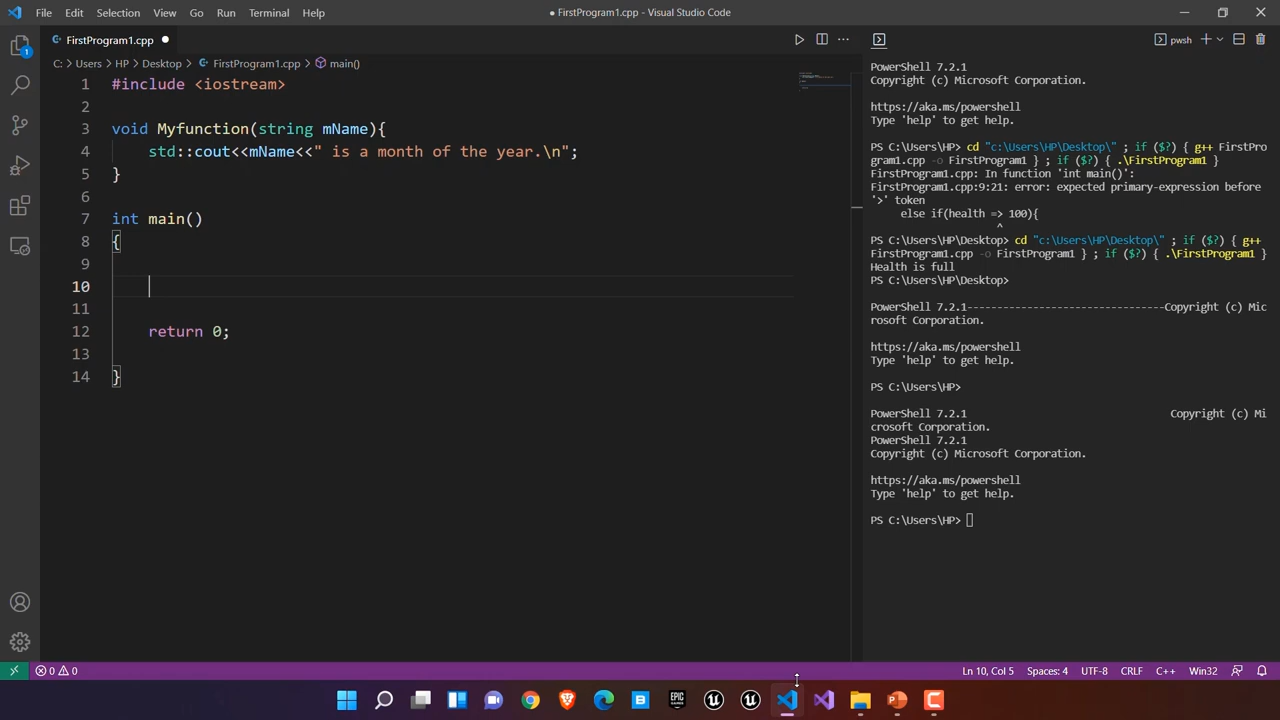 File Edit Selection View Go Run Terminal Help
● FirstProgram1.cpp - Visual Studio Code
FirstProgram1.cpp ●
pwsh
C: > Users > HP > Desktop > FirstProgram1.cpp > main()
1 #include <iostream>
2
3 void Myfunction(string mName){
4 std::cout<<mName<<" is a month of the year.\n";
5 }
6
7 int main()
8 {
9
10
11
12 return 0;
13
14 }
PowerShell 7.2.1
Copyright (c) Microsoft Corporation.
https://aka.ms/powershell
Type 'help' to get help.
PS C:\Users\HP> cd "c:\Users\HP\Desktop\" ; if ($?) { g++ FirstPro
gram1.cpp -o FirstProgram1 } ; if ($?) { .\FirstProgram1 }
FirstProgram1.cpp: In function 'int main()':
FirstProgram1.cpp:9:21: error: expected primary-expression before
'>' token
else if(health => 100){
^
PS C:\Users\HP\Desktop> cd "c:\Users\HP\Desktop\" ; if ($?) { g++
FirstProgram1.cpp -o FirstProgram1 } ; if ($?) { .\FirstProgram1 }
Health is full
PS C:\Users\HP\Desktop>
PowerShell 7.2.1--------------------------------Copyright (c) Mic
rosoft Corporation.
https://aka.ms/powershell
Type 'help' to get help.
PS C:\Users\HP>
PowerShell 7.2.1 Copyright (c) Mi
crosoft Corporation.
PowerShell 7.2.1
Copyright (c) Microsoft Corporation.
https://aka.ms/powershell
Type 'help' to get help.
PS C:\Users\HP>
1
0 0
Ln 10, Col 5 Spaces: 4 UTF-8 CRLF C++ Win32
B EPIC GAMES